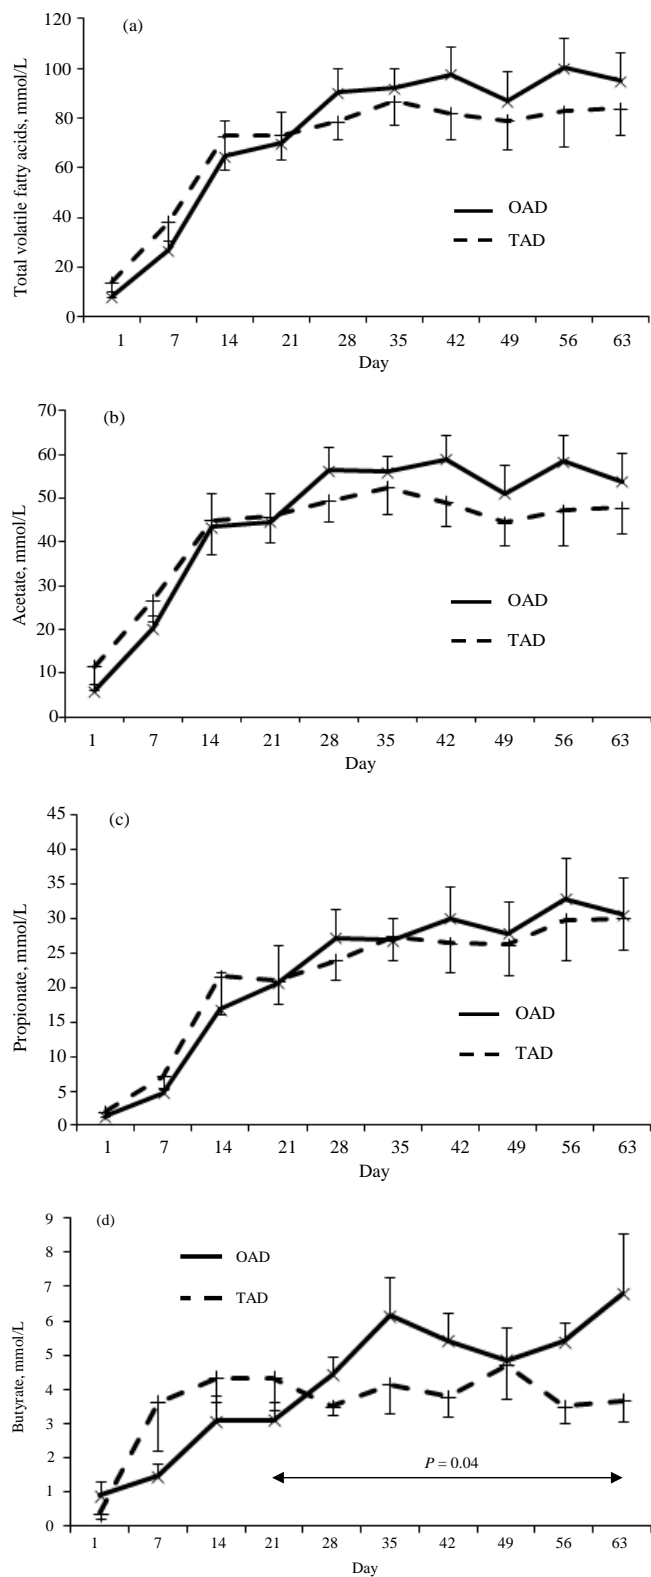 (a)
Total volatile fatty acids, mmol/L
120
100
80
60
40
20
0
OAD
TAD
1 7 14 21 28 35 42 49 56 63
Day
(b)
Acetate, mmol/L
70
60
50
40
30
20
10
0
OAD
TAD
1 7 14 21 28 35 42 49 56 63
Day
(c)
Propionate, mmol/L
45
40
35
30
25
20
15
10
5
0
OAD
TAD
1 7 14 21 28 35 42 49 56 63
Day
(d)
Butyrate, mmol/L
9
8
7
6
5
4
3
2
1
0
OAD
TAD
P = 0.04
1 7 14 21 28 35 42 49 56 63
Day